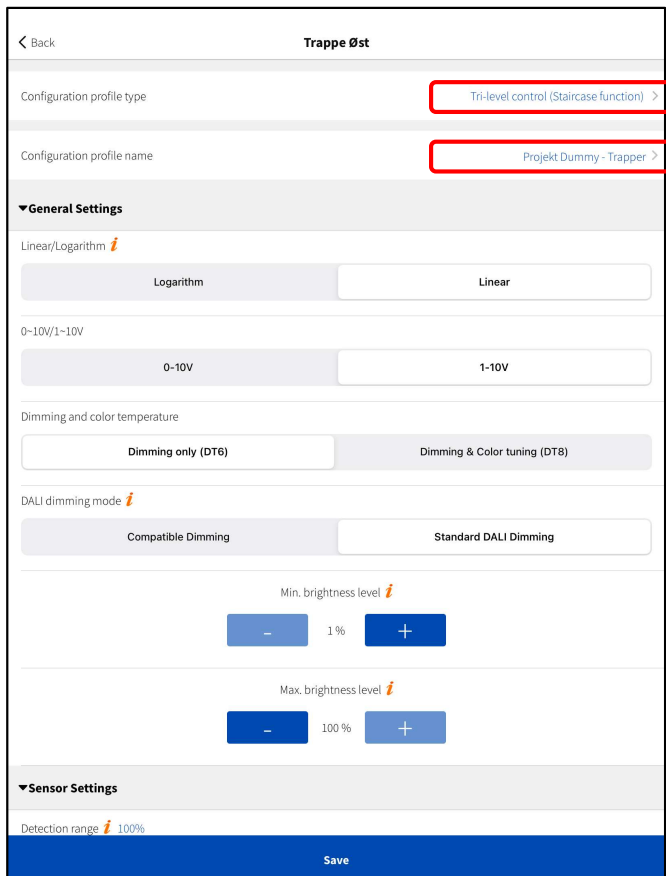 Back
Trappe Øst
Configuration profile type
Tri-level control (Staircase function)
Configuration profile name
Projekt Dummy - Trapper
General Settings
Linear/Logarithm i
Logarithm
Linear
0~10V/1~10V
0-10V
1-10V
Dimming and color temperature
Dimming only (DT6)
Dimming & Color tuning (DT8)
DALI dimming mode i
Compatible Dimming
Standard DALI Dimming
Min. brightness level i
- 1 % +
Max. brightness level i
- 100 % +
Sensor Settings
Detection range i 100%
Save